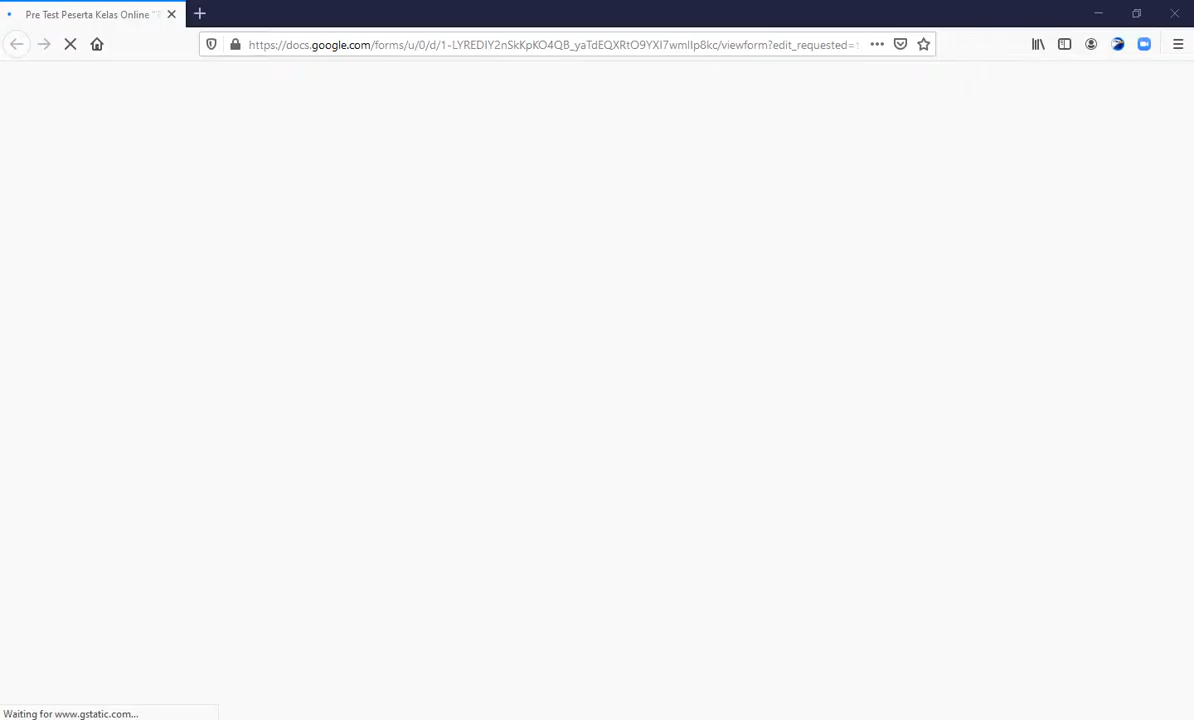 Pre Test Peserta Kelas Online
https://docs.google.com/forms/u/0/d/1-LYREDIY2nSkKpKO4QB_yaTdEQXRtO9YXI7wmlIp8kc/viewform?edit_requested=
Waiting for www.gstatic.com...